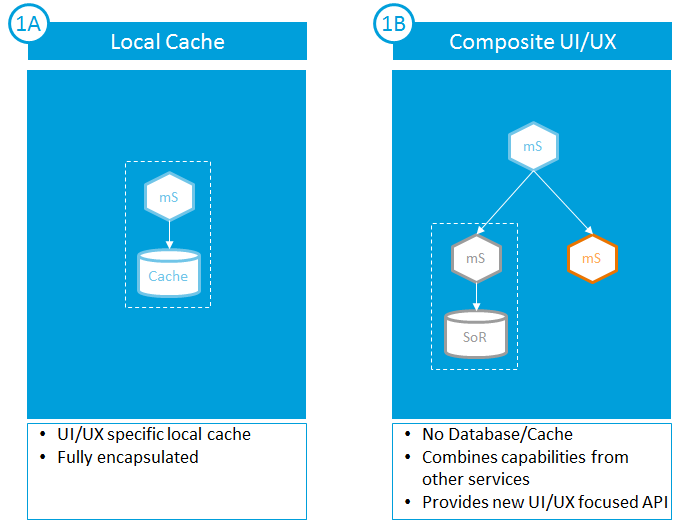 1A
Local Cache
mS
Cache
• UI/UX specific local cache
• Fully encapsulated
1B
Composite UI/UX
mS
mS
mS
SoR
• No Database/Cache
• Combines capabilities from
other services
• Provides new UI/UX focused API